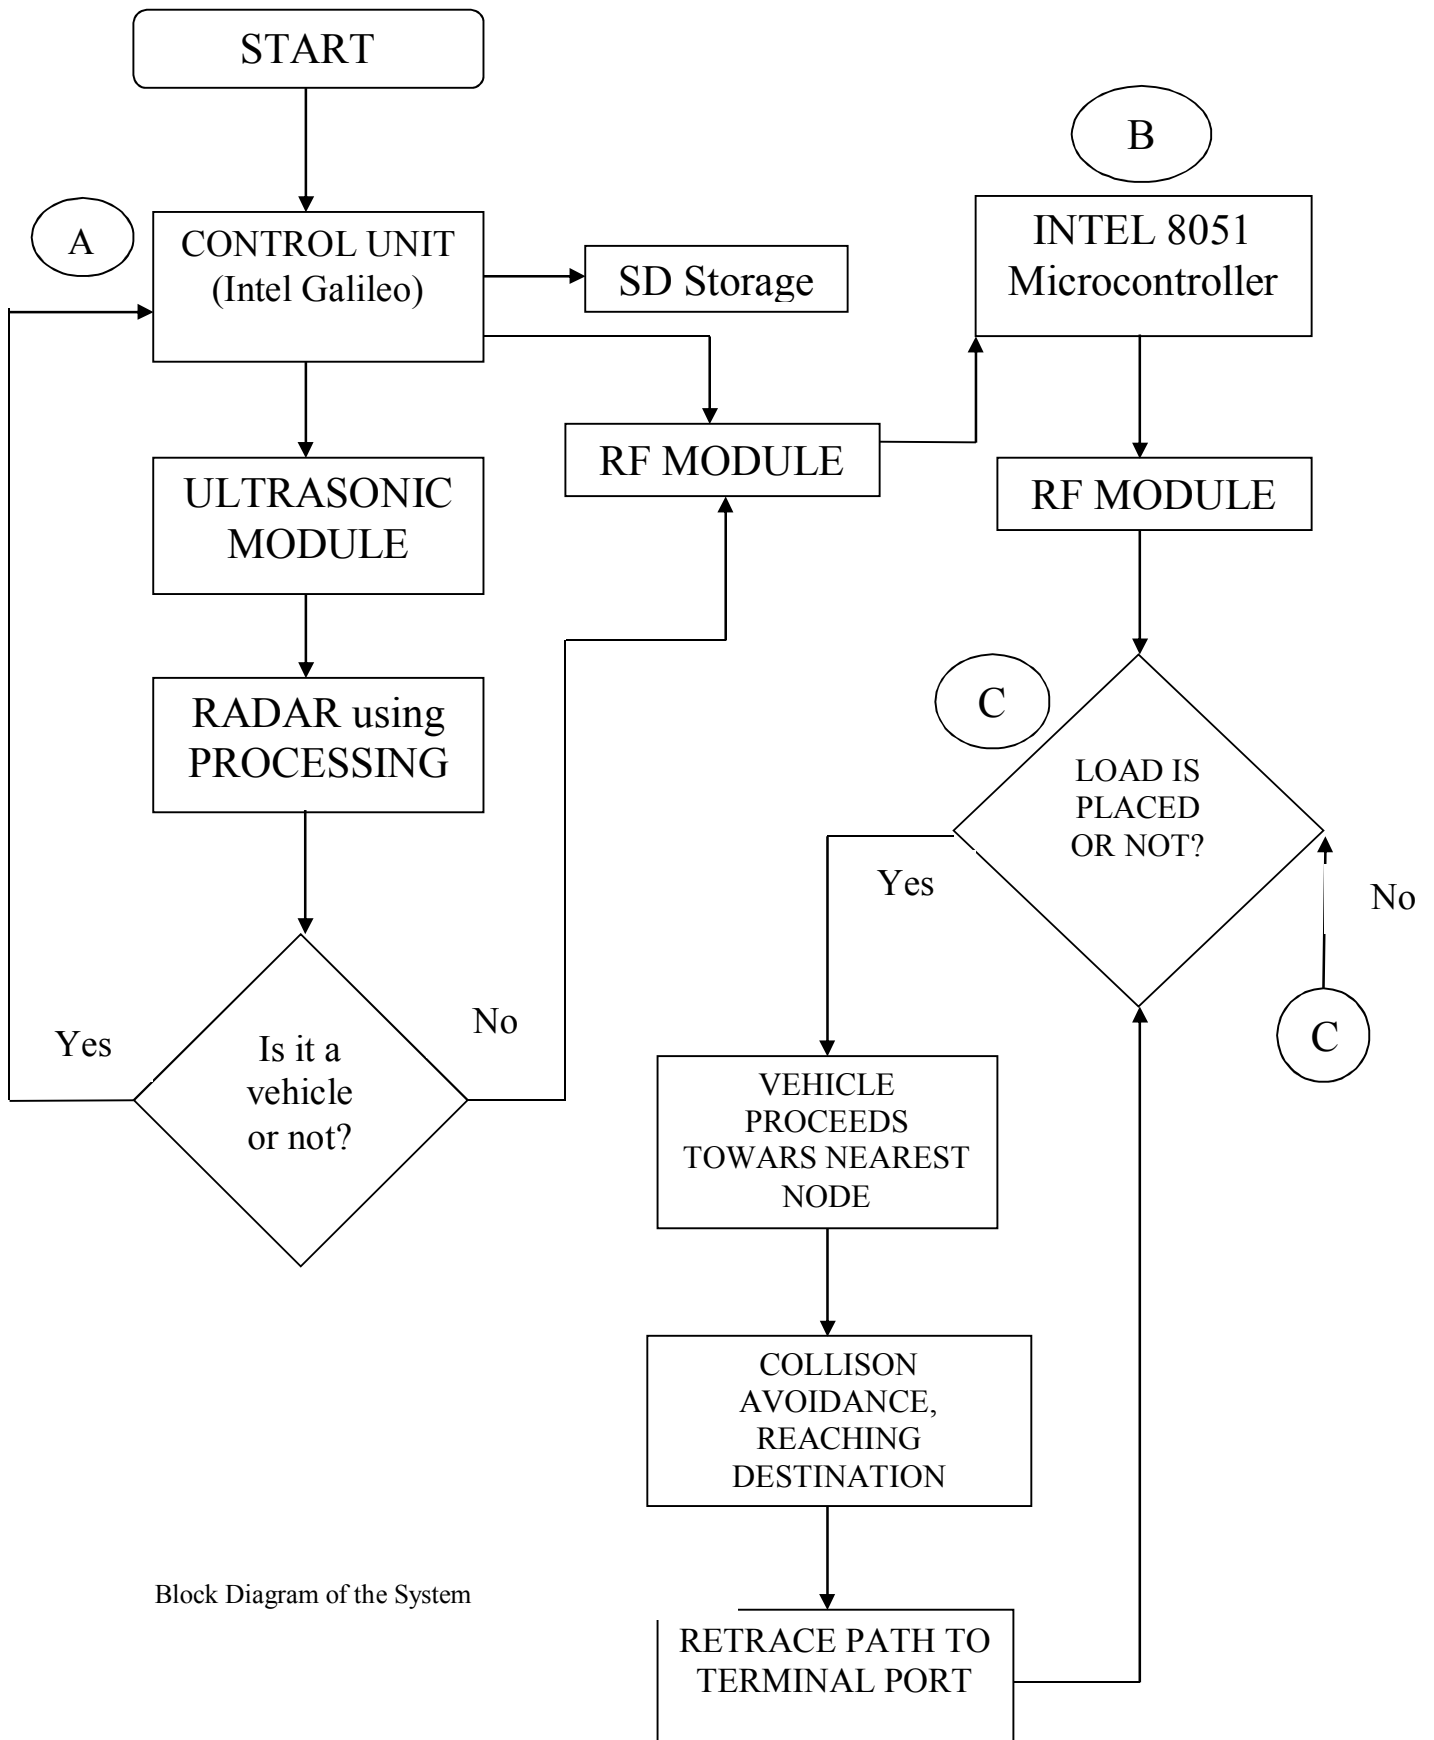 START
A
CONTROL UNIT
(Intel Galileo)
SD Storage
B
INTEL 8051
Microcontroller
RF MODULE
RF MODULE
ULTRASONIC
MODULE
RADAR using
PROCESSING
Is it a
vehicle
or not?
Yes
No
C
LOAD IS
PLACED
OR NOT?
Yes
No
C
VEHICLE
PROCEEDS
TOWARS NEAREST
NODE
COLLISON
AVOIDANCE,
REACHING
DESTINATION
RETRACE PATH TO
TERMINAL PORT
Block Diagram of the System